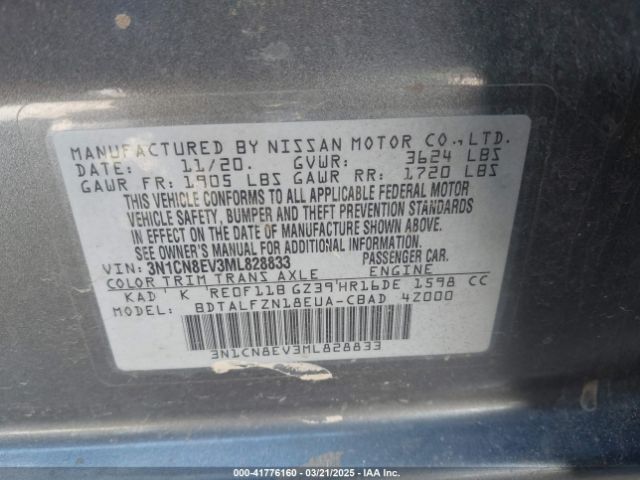 MANUFACTURED BY NISSAN MOTOR CO., LTD.
DATE: 11/20. GVWR: 3624 LBS
GAWR FR: 1905 LBS GAWR RR: 1720 LBS
THIS VEHICLE CONFORMS TO ALL APPLICABLE FEDERAL MOTOR
VEHICLE SAFETY, BUMPER AND THEFT PREVENTION STANDARDS
IN EFFECT ON THE DATE OF MANUFACTURE SHOWN ABOVE.
SEE OWNER'S MANUAL FOR ADDITIONAL INFORMATION.
VIN: 3N1CN8EV3ML828833 PASSENGER CAR.
COLOR TRIM TRANS AXLE ENGINE
KAD K RE0F11B GZ39 HR16DE 1598 CC
MODEL: BDTALFZN18EUA-CBAD 4Z000
3N1CN8EV3ML828833
000-41776160 — 03/21/2025 — IAA Inc.